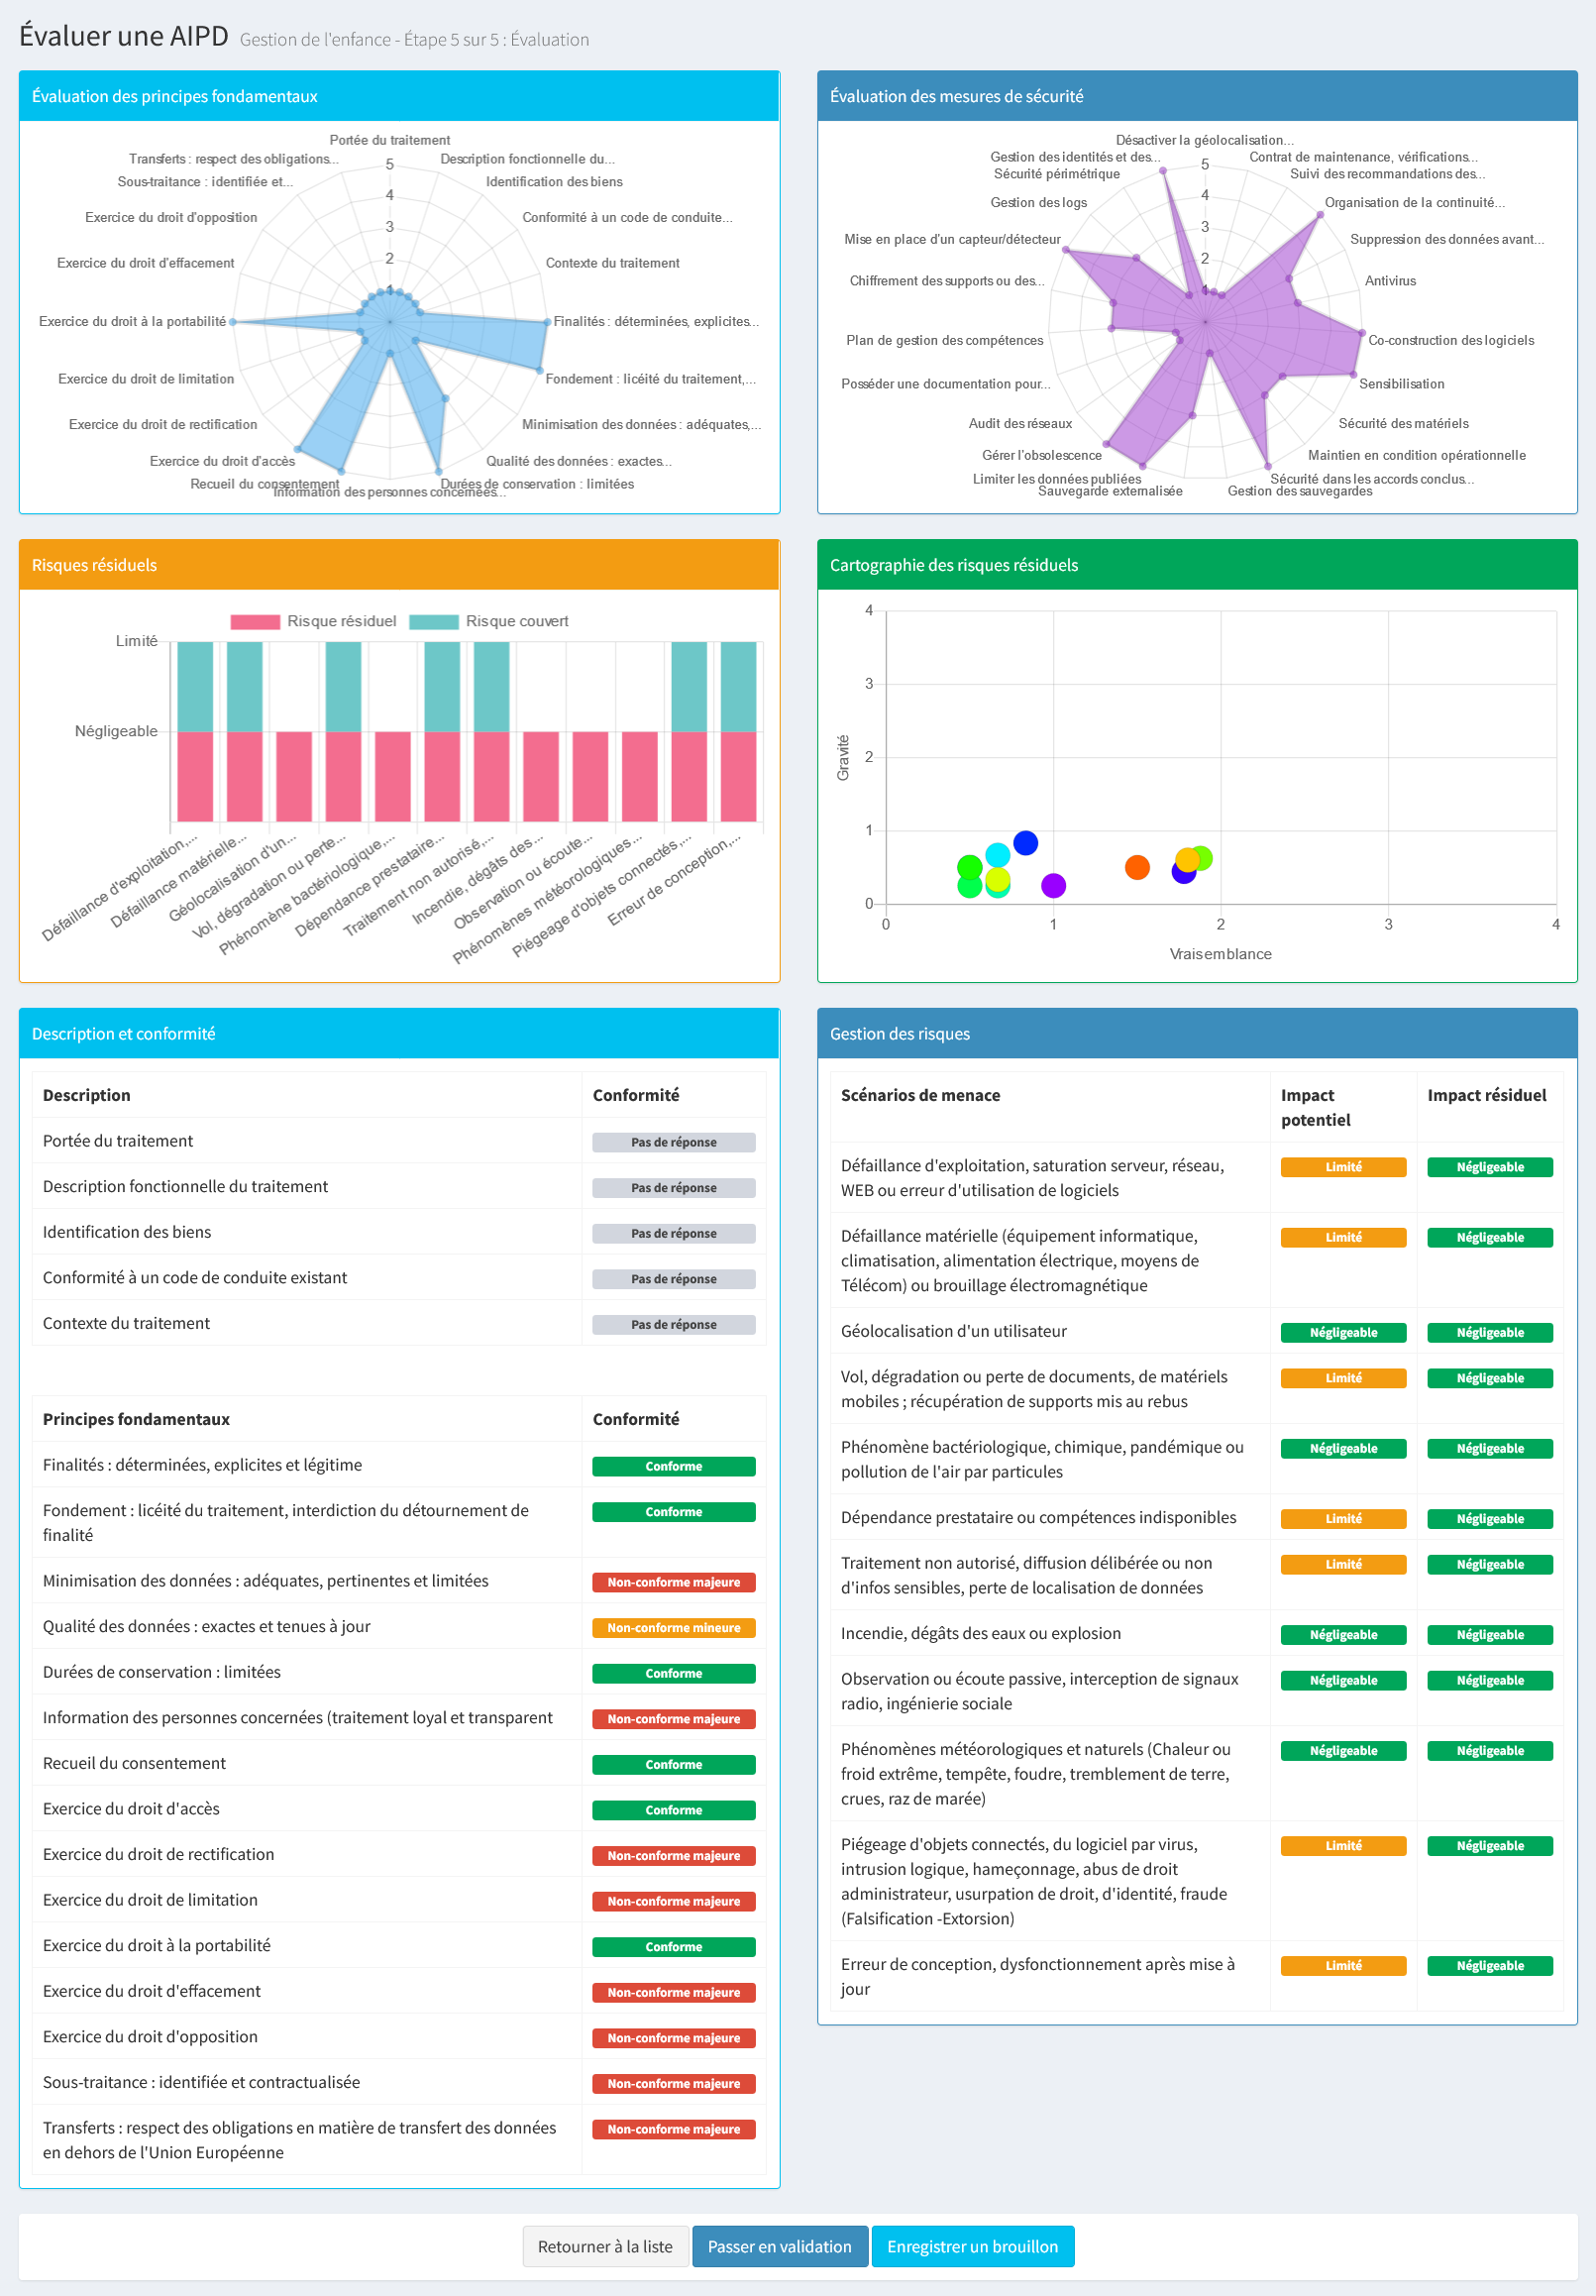 Évaluer une AIPD Gestion de l'enfance - Étape 5 sur 5 : Évaluation
Évaluation des principes fondamentaux
Portée du traitement
Description fonctionnelle du...
Identification des biens
Conformité à un code de conduite...
Contexte du traitement
Finalités : déterminées, explicites...
Fondement : licéité du traitement,...
Minimisation des données : adéquates,...
Qualité des données : exactes...
Durées de conservation : limitées
Information des personnes concernées...
Recueil du consentement
Exercice du droit d'accès
Exercice du droit de rectification
Exercice du droit de limitation
Exercice du droit à la portabilité
Exercice du droit d'effacement
Exercice du droit d'opposition
Sous-traitance : identifiée et...
Transferts : respect des obligations...
5
4
3
2
1
Évaluation des mesures de sécurité
Désactiver la géolocalisation...
Contrat de maintenance, vérifications...
Suivi des recommandations des...
Organisation de la continuité...
Suppression des données avant...
Antivirus
Co-construction des logiciels
Sensibilisation
Sécurité des matériels
Maintien en condition opérationnelle
Sécurité dans les accords conclus...
Gestion des sauvegardes
Sauvegarde externalisée
Limiter les données publiées
Gérer l'obsolescence
Audit des réseaux
Posséder une documentation pour...
Plan de gestion des compétences
Chiffrement des supports ou des...
Mise en place d'un capteur/détecteur
Gestion des logs
Sécurité périmétrique
Gestion des identités et des...
5
4
3
2
1
Risques résiduels
Risque résiduel
Risque couvert
Limité
Négligeable
Défaillance d'exploitation,...
Défaillance matérielle...
Géolocalisation d'un...
Vol, dégradation ou perte...
Phénomène bactériologique,...
Dépendance prestataire...
Traitement non autorisé,...
Incendie, dégâts des...
Observation ou écoute...
Phénomènes météorologiques...
Piégeage d'objets connectés,...
Erreur de conception,...
Cartographie des risques résiduels
4
3
2
1
0
Gravité
0 1 2 3 4
Vraisemblance
Description et conformité
Description Conformité
Portée du traitement Pas de réponse
Description fonctionnelle du traitement Pas de réponse
Identification des biens Pas de réponse
Conformité à un code de conduite existant Pas de réponse
Contexte du traitement Pas de réponse
Principes fondamentaux Conformité
Finalités : déterminées, explicites et légitime Conforme
Fondement : licéité du traitement, interdiction du détournement de Conforme
finalité
Minimisation des données : adéquates, pertinentes et limitées Non-conforme majeure
Qualité des données : exactes et tenues à jour Non-conforme mineure
Durées de conservation : limitées Conforme
Information des personnes concernées (traitement loyal et transparent Non-conforme majeure
Recueil du consentement Conforme
Exercice du droit d'accès Conforme
Exercice du droit de rectification Non-conforme majeure
Exercice du droit de limitation Non-conforme majeure
Exercice du droit à la portabilité Conforme
Exercice du droit d'effacement Non-conforme majeure
Exercice du droit d'opposition Non-conforme majeure
Sous-traitance : identifiée et contractualisée Non-conforme majeure
Transferts : respect des obligations en matière de transfert des données Non-conforme majeure
en dehors de l'Union Européenne
Gestion des risques
Scénarios de menace Impact Impact résiduel
potentiel
Défaillance d'exploitation, saturation serveur, réseau, Limité Négligeable
WEB ou erreur d'utilisation de logiciels
Défaillance matérielle (équipement informatique, Limité Négligeable
climatisation, alimentation électrique, moyens de
Télécom) ou brouillage électromagnétique
Géolocalisation d'un utilisateur Négligeable Négligeable
Vol, dégradation ou perte de documents, de matériels Limité Négligeable
mobiles ; récupération de supports mis au rebus
Phénomène bactériologique, chimique, pandémique ou Négligeable Négligeable
pollution de l'air par particules
Dépendance prestataire ou compétences indisponibles Limité Négligeable
Traitement non autorisé, diffusion délibérée ou non Limité Négligeable
d'infos sensibles, perte de localisation de données
Incendie, dégâts des eaux ou explosion Négligeable Négligeable
Observation ou écoute passive, interception de signaux Négligeable Négligeable
radio, ingénierie sociale
Phénomènes météorologiques et naturels (Chaleur ou Négligeable Négligeable
froid extrême, tempête, foudre, tremblement de terre,
crues, raz de marée)
Piégeage d'objets connectés, du logiciel par virus, Limité Négligeable
intrusion logique, hameçonnage, abus de droit
administrateur, usurpation de droit, d'identité, fraude
(Falsification -Extorsion)
Erreur de conception, dysfonctionnement après mise à Limité Négligeable
jour
Retourner à la liste Passer en validation Enregistrer un brouillon